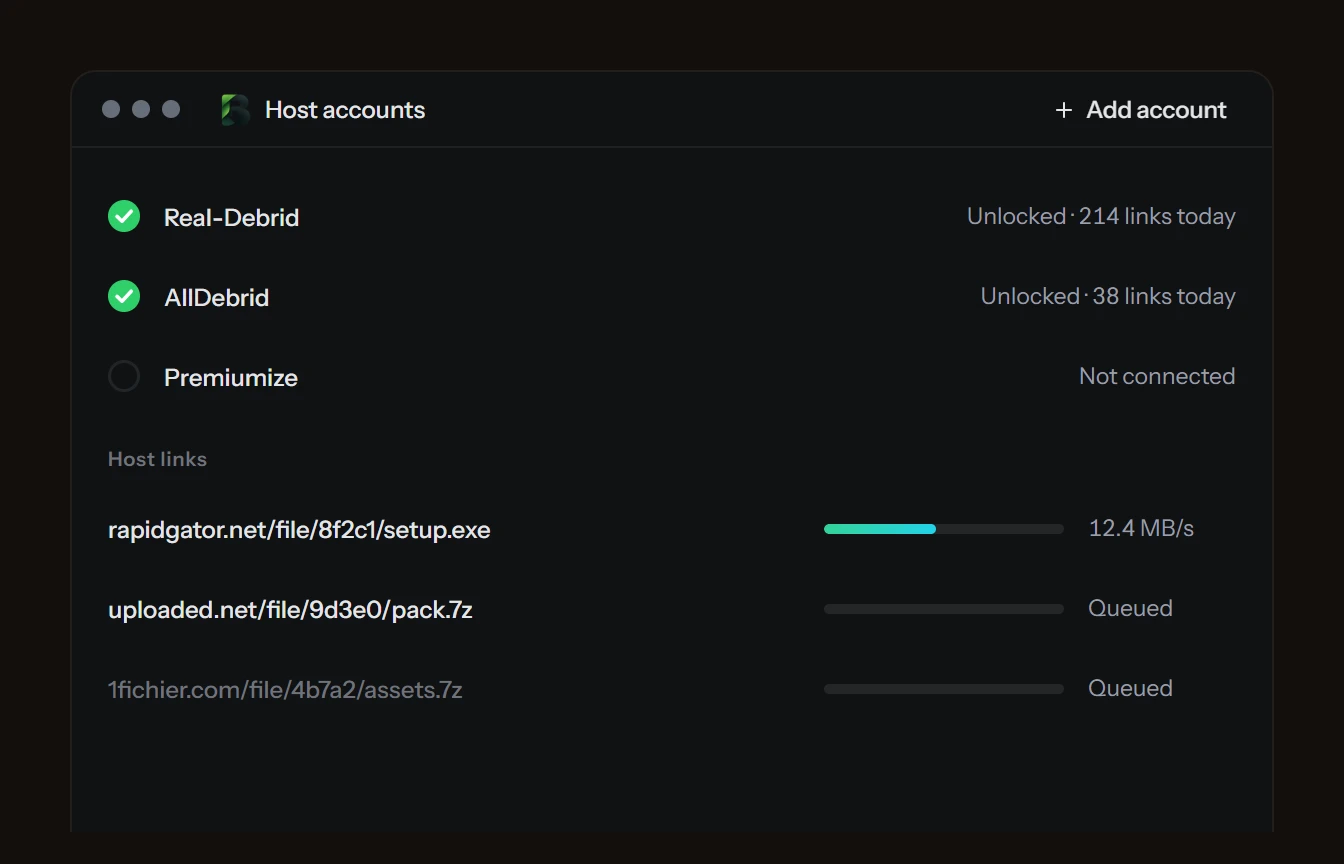 Host accounts
+ Add account
Real-Debrid
Unlocked · 214 links today
AllDebrid
Unlocked · 38 links today
Premiumize
Not connected
Host links
rapidgator.net/file/8f2c1/setup.exe
12.4 MB/s
uploaded.net/file/9d3e0/pack.7z
Queued
1fichier.com/file/4b7a2/assets.7z
Queued